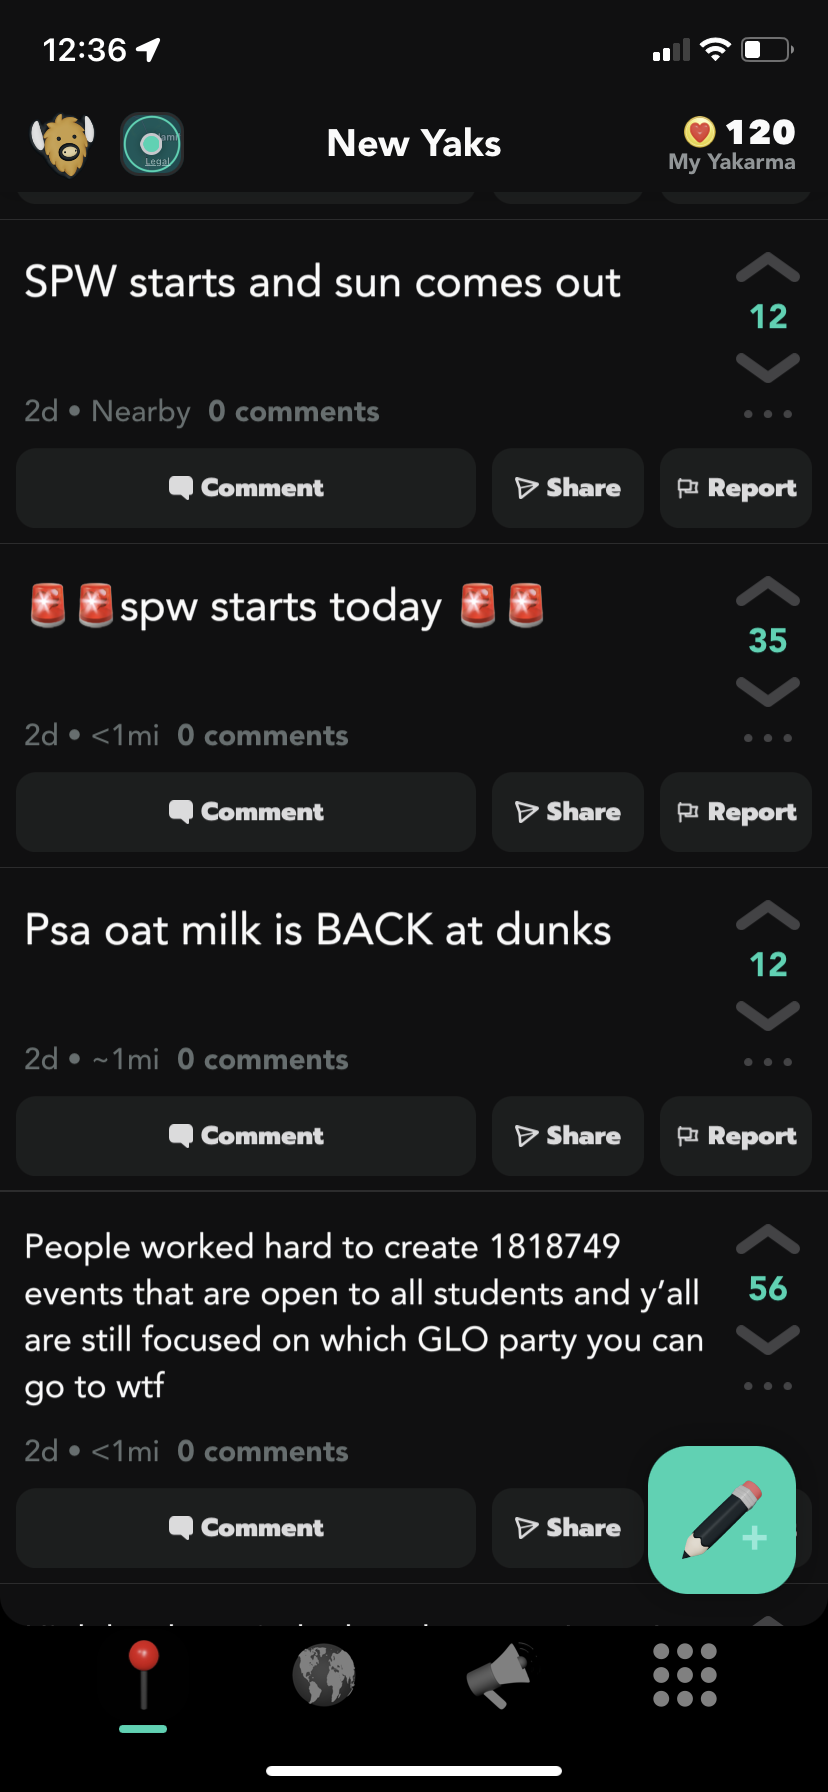 12:36
Legal
New Yaks
120
My Yakarma
SPW starts and sun comes out
12
2d • Nearby 0 comments
Comment
Share
Report
🚨🚨spw starts today 🚨🚨
35
2d • <1mi 0 comments
Comment
Share
Report
Psa oat milk is BACK at dunks
12
2d • ~1mi 0 comments
Comment
Share
Report
People worked hard to create 1818749
events that are open to all students and y’all
are still focused on which GLO party you can
go to wtf
56
2d • <1mi 0 comments
Comment
Share